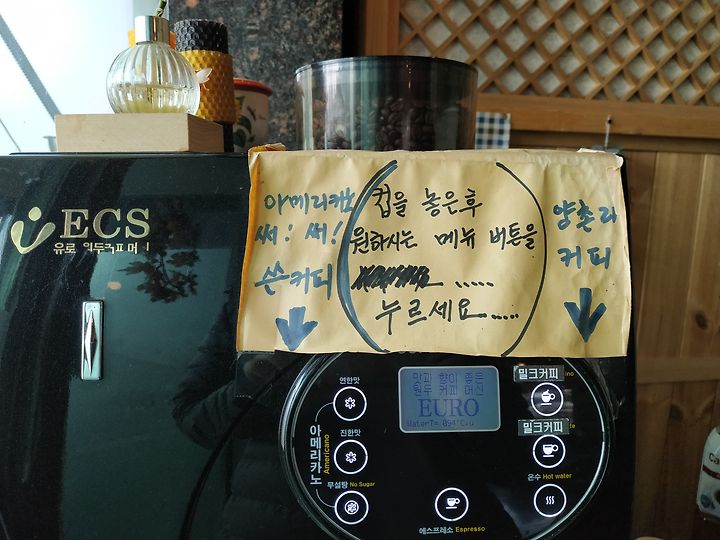 ECS
유로 원두커피 머신
아메리캬노
써! 써!
쓴커피
컵을 놓은후
원하시는 메뉴 버튼을
.....
누르세요.....
양촌리
커피
연한맛
진한맛
무설탕 No Sugar
아메리카노
Americano
맛과 향이 좋은
원두 커피 머신
EURO
WaterT= 094°C
에스프레소 Espresso
밀크커피
밀크커피
온수 Hot water